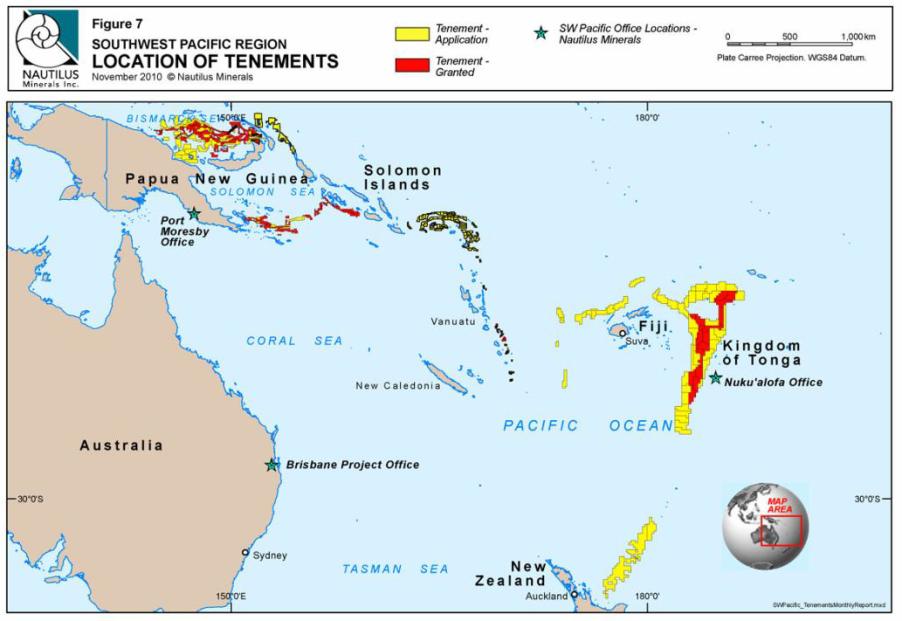 NAUTILUS
Minerals Inc.
Figure 7
SOUTHWEST PACIFIC REGION
LOCATION OF TENEMENTS
November 2010 © Nautilus Minerals
Tenement -
Application
Tenement -
Granted
SW Pacific Office Locations -
Nautilus Minerals
0 500 1,000 km
Plate Carree Projection. WGS84 Datum.
BISMARCK SEA
150°0'E
180°0'
Papua New Guinea
SOLOMON SEA
Solomon
Islands
Port
Moresby
Office
Vanuatu
Fiji
Suva
CORAL SEA
Kingdom
of Tonga
New Caledonia
Nuku'alofa Office
PACIFIC OCEAN
Australia
Brisbane Project Office
30°0'S
30°0'S
MAP
AREA
Sydney
TASMAN SEA
New
Zealand
Auckland
150°0'E
180°0'
SWPacific_TenementsMonthlyReport.mxd